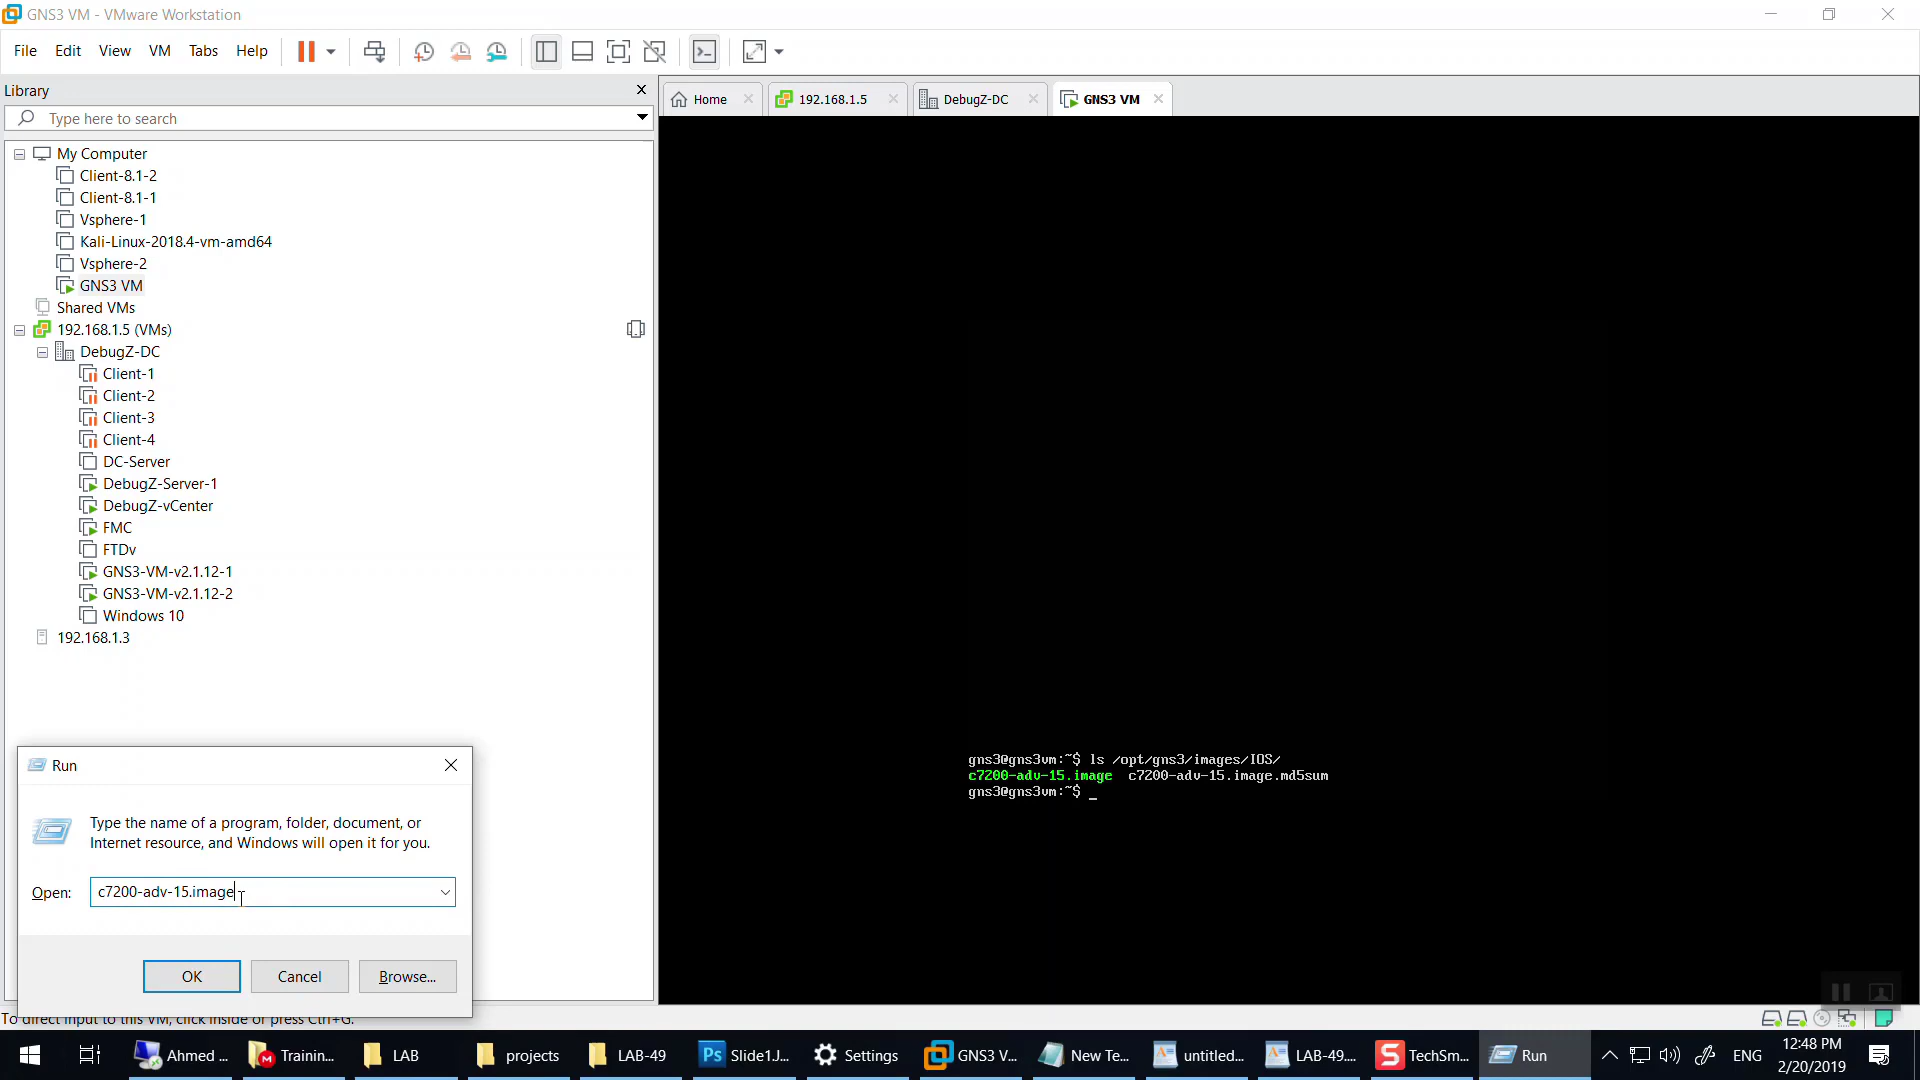 GNS3 VM - VMware Workstation
File Edit View VM Tabs Help
Library
Type here to search
My Computer
Client-8.1-2
Client-8.1-1
Vsphere-1
Kali-Linux-2018.4-vm-amd64
Vsphere-2
GNS3 VM
Shared VMs
192.168.1.5 (VMs)
DebugZ-DC
Client-1
Client-2
Client-3
Client-4
DC-Server
DebugZ-Server-1
DebugZ-vCenter
FMC
FTDv
GNS3-VM-v2.1.12-1
GNS3-VM-v2.1.12-2
Windows 10
192.168.1.3
Home 192.168.1.5 DebugZ-DC GNS3 VM
gns3@gns3vm:~$ ls /opt/gns3/images/IOS/
c7200-adv-15.image c7200-adv-15.image.md5sum
gns3@gns3vm:~$ _
Run
Type the name of a program, folder, document, or
Internet resource, and Windows will open it for you.
Open: c7200-adv-15.image
OK Cancel Browse...
To direct input to this VM, click inside or press Ctrl+G.
Ahmed ... Trainin... LAB projects LAB-49 Ps Slide1.J... Settings GNS3 V... New Te... untitled... LAB-49.... S TechSm... Run ENG 12:48 PM
2/20/2019